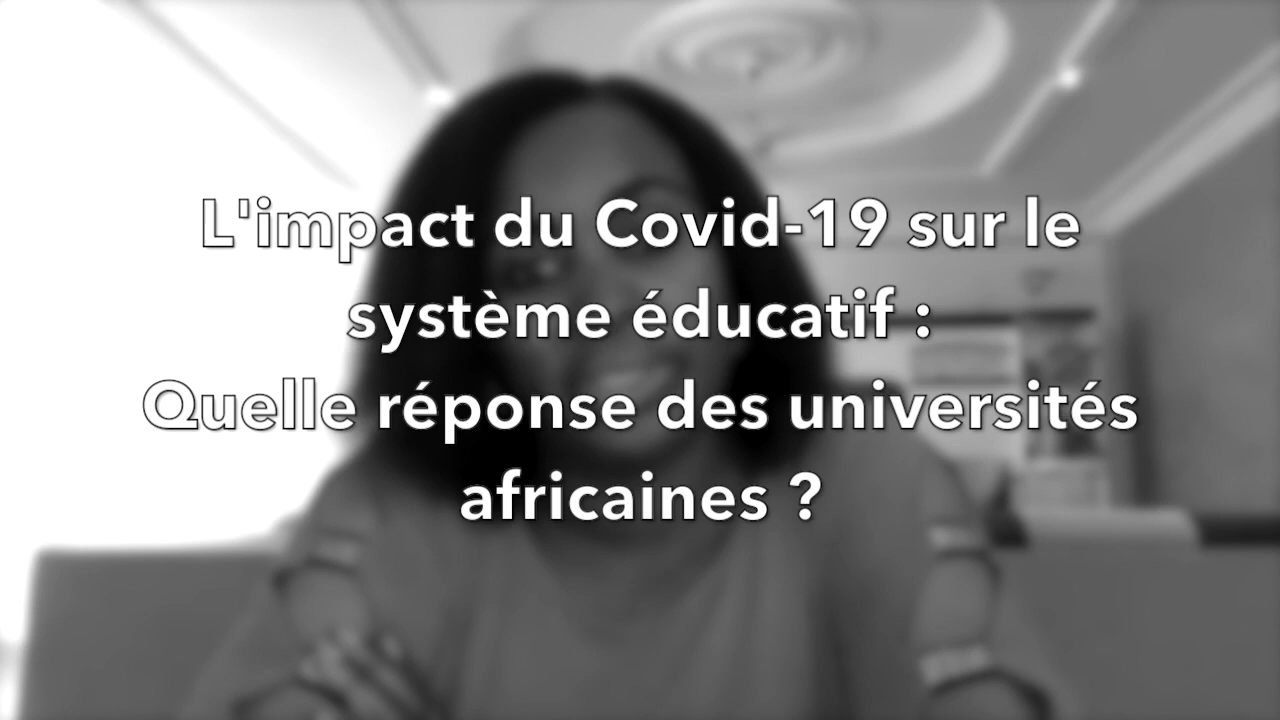 L'impact du Covid-19 sur le
système éducatif :
Quelle réponse des universités
africaines ?